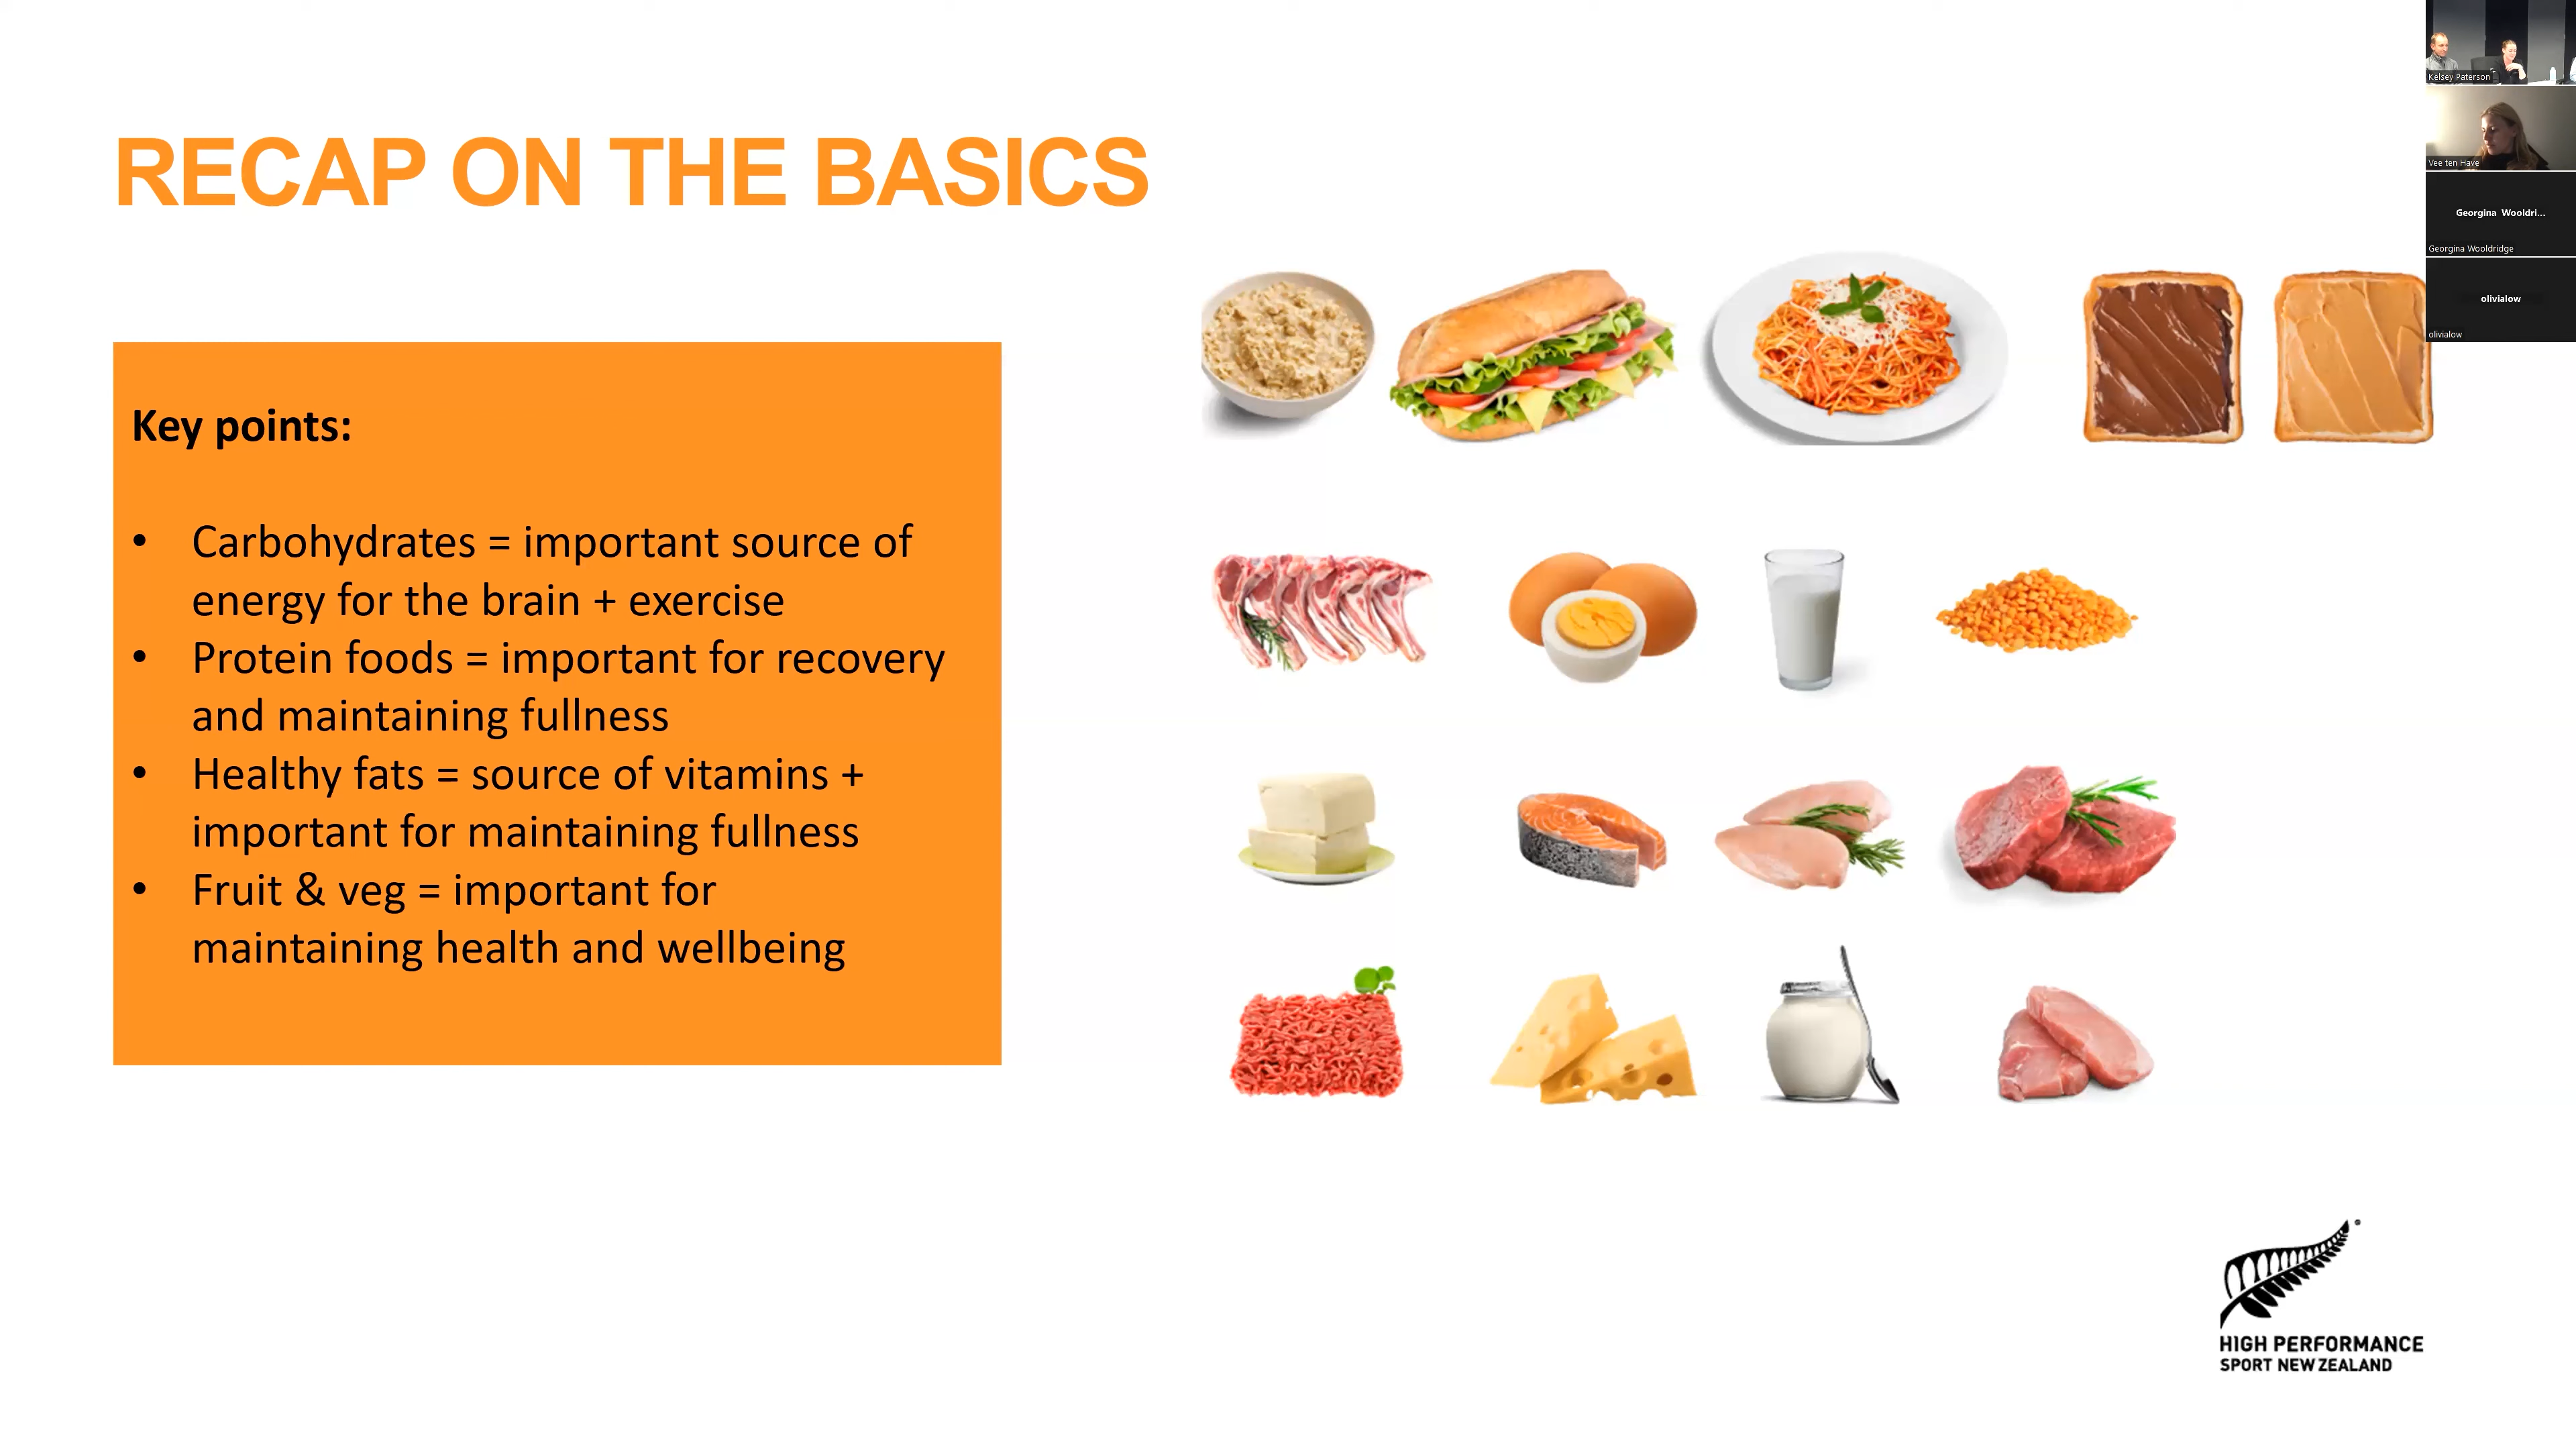 RECAP ON THE BASICS
Key points:
• Carbohydrates = important source of
energy for the brain + exercise
• Protein foods = important for recovery
and maintaining fullness
• Healthy fats = source of vitamins +
important for maintaining fullness
• Fruit & veg = important for
maintaining health and wellbeing
Kelsey Paterson
Vee ten Have
Georgina Wooldri...
Georgina Wooldridge
olivialow
olivialow
HIGH PERFORMANCE
SPORT NEW ZEALAND